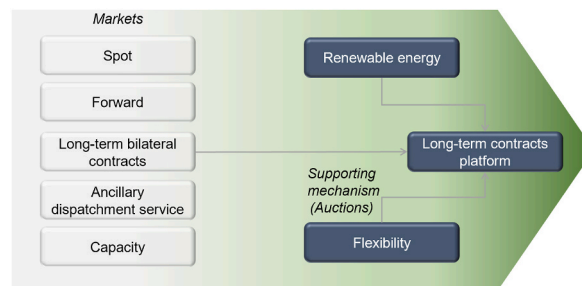 Markets
Spot
Forward
Long-term bilateral
contracts
Ancillary
dispatchment service
Capacity
Renewable energy
Long-term contracts
platform
Supporting
mechanism
(Auctions)
Flexibility